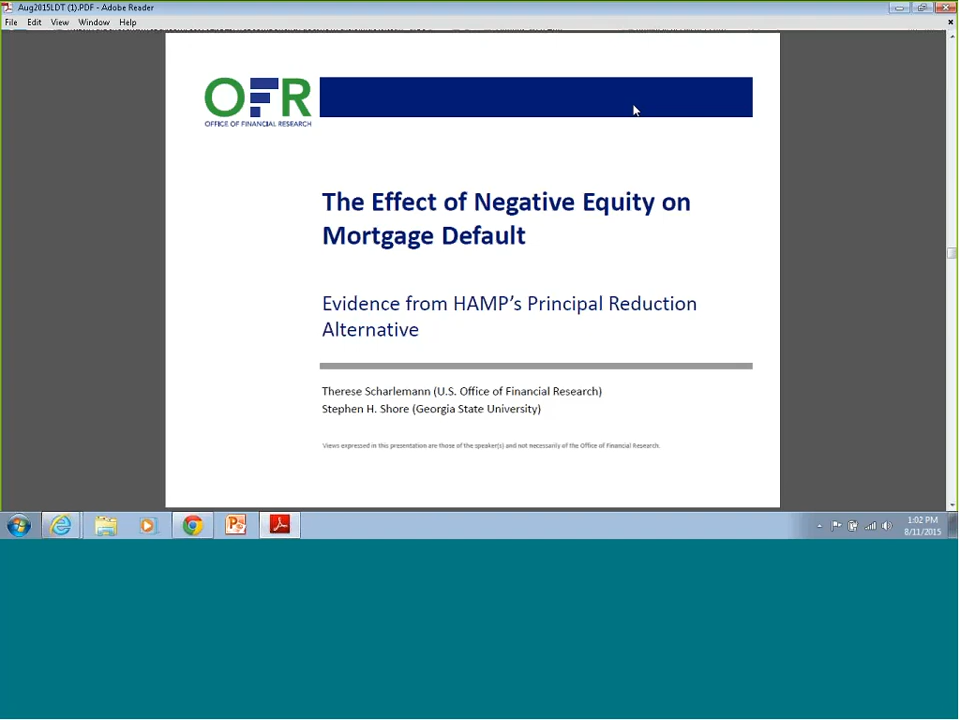 Aug2015LDT (1).PDF - Adobe Reader
File Edit View Window Help
OFR
OFFICE OF FINANCIAL RESEARCH
The Effect of Negative Equity on
Mortgage Default
Evidence from HAMP's Principal Reduction
Alternative
Therese Scharlemann (U.S. Office of Financial Research)
Stephen H. Shore (Georgia State University)
Views expressed in this presentation are those of the speaker(s) and not necessarily of the Office of Financial Research.
1:02 PM
8/11/2015